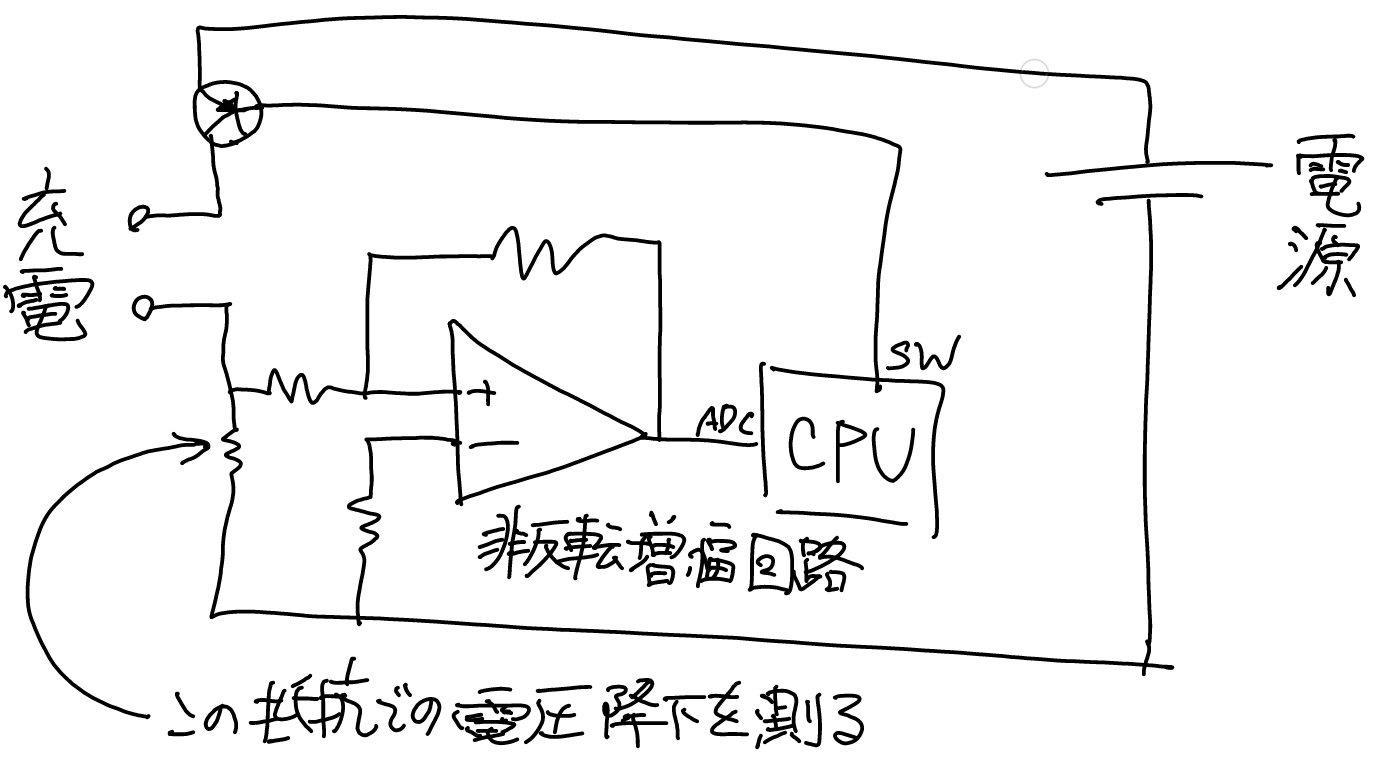 充電
電源
SW
+
ADC
CPU
−
非反転増幅回路
この抵抗での電圧降下を測る